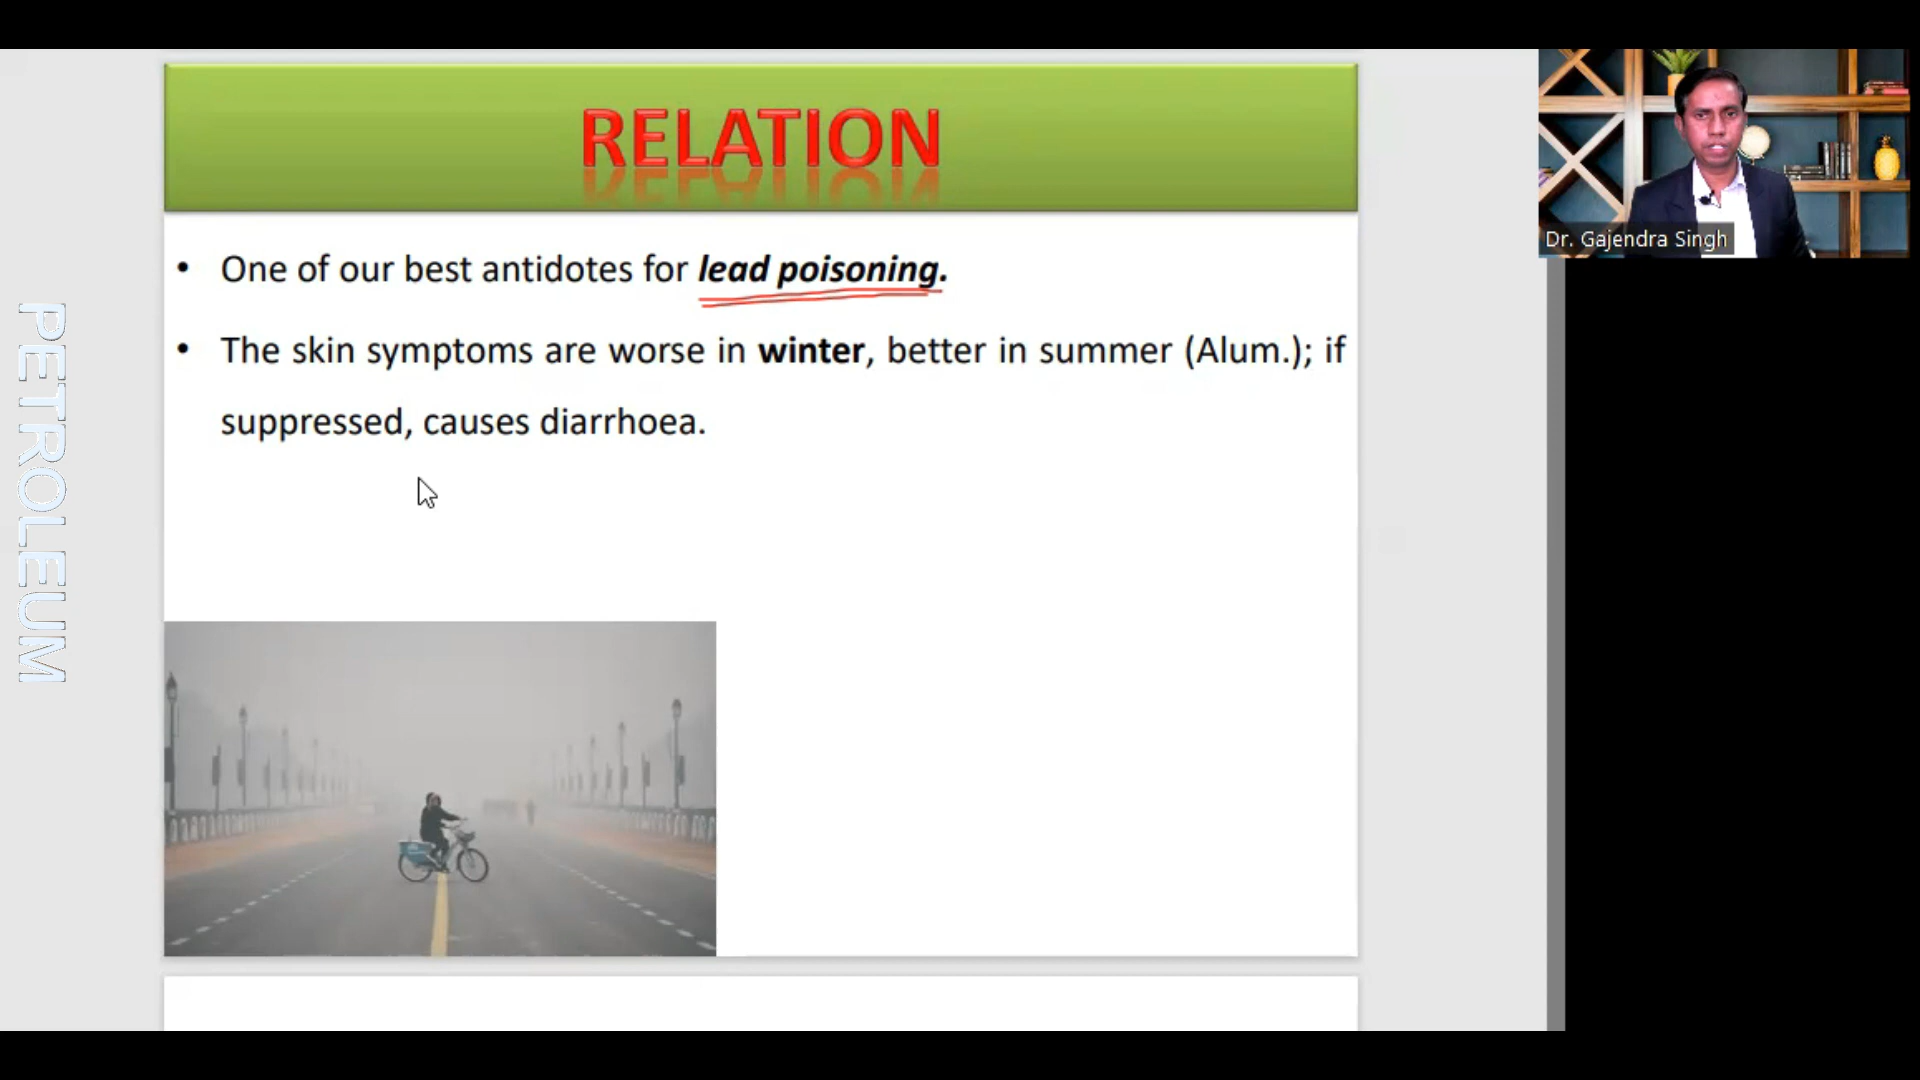 RELATION
• One of our best antidotes for lead poisoning.
• The skin symptoms are worse in winter, better in summer (Alum.); if
suppressed, causes diarrhoea.
PETROLEUM
Dr. Gajendra Singh